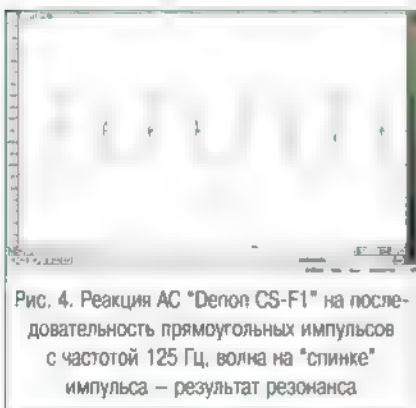 Рис. 4. Реакция АС "Denon CS-F1" на после-
довательность прямоугольных импульсов
с частотой 125 Гц, волна на "спинке"
импульса — результат резонанса